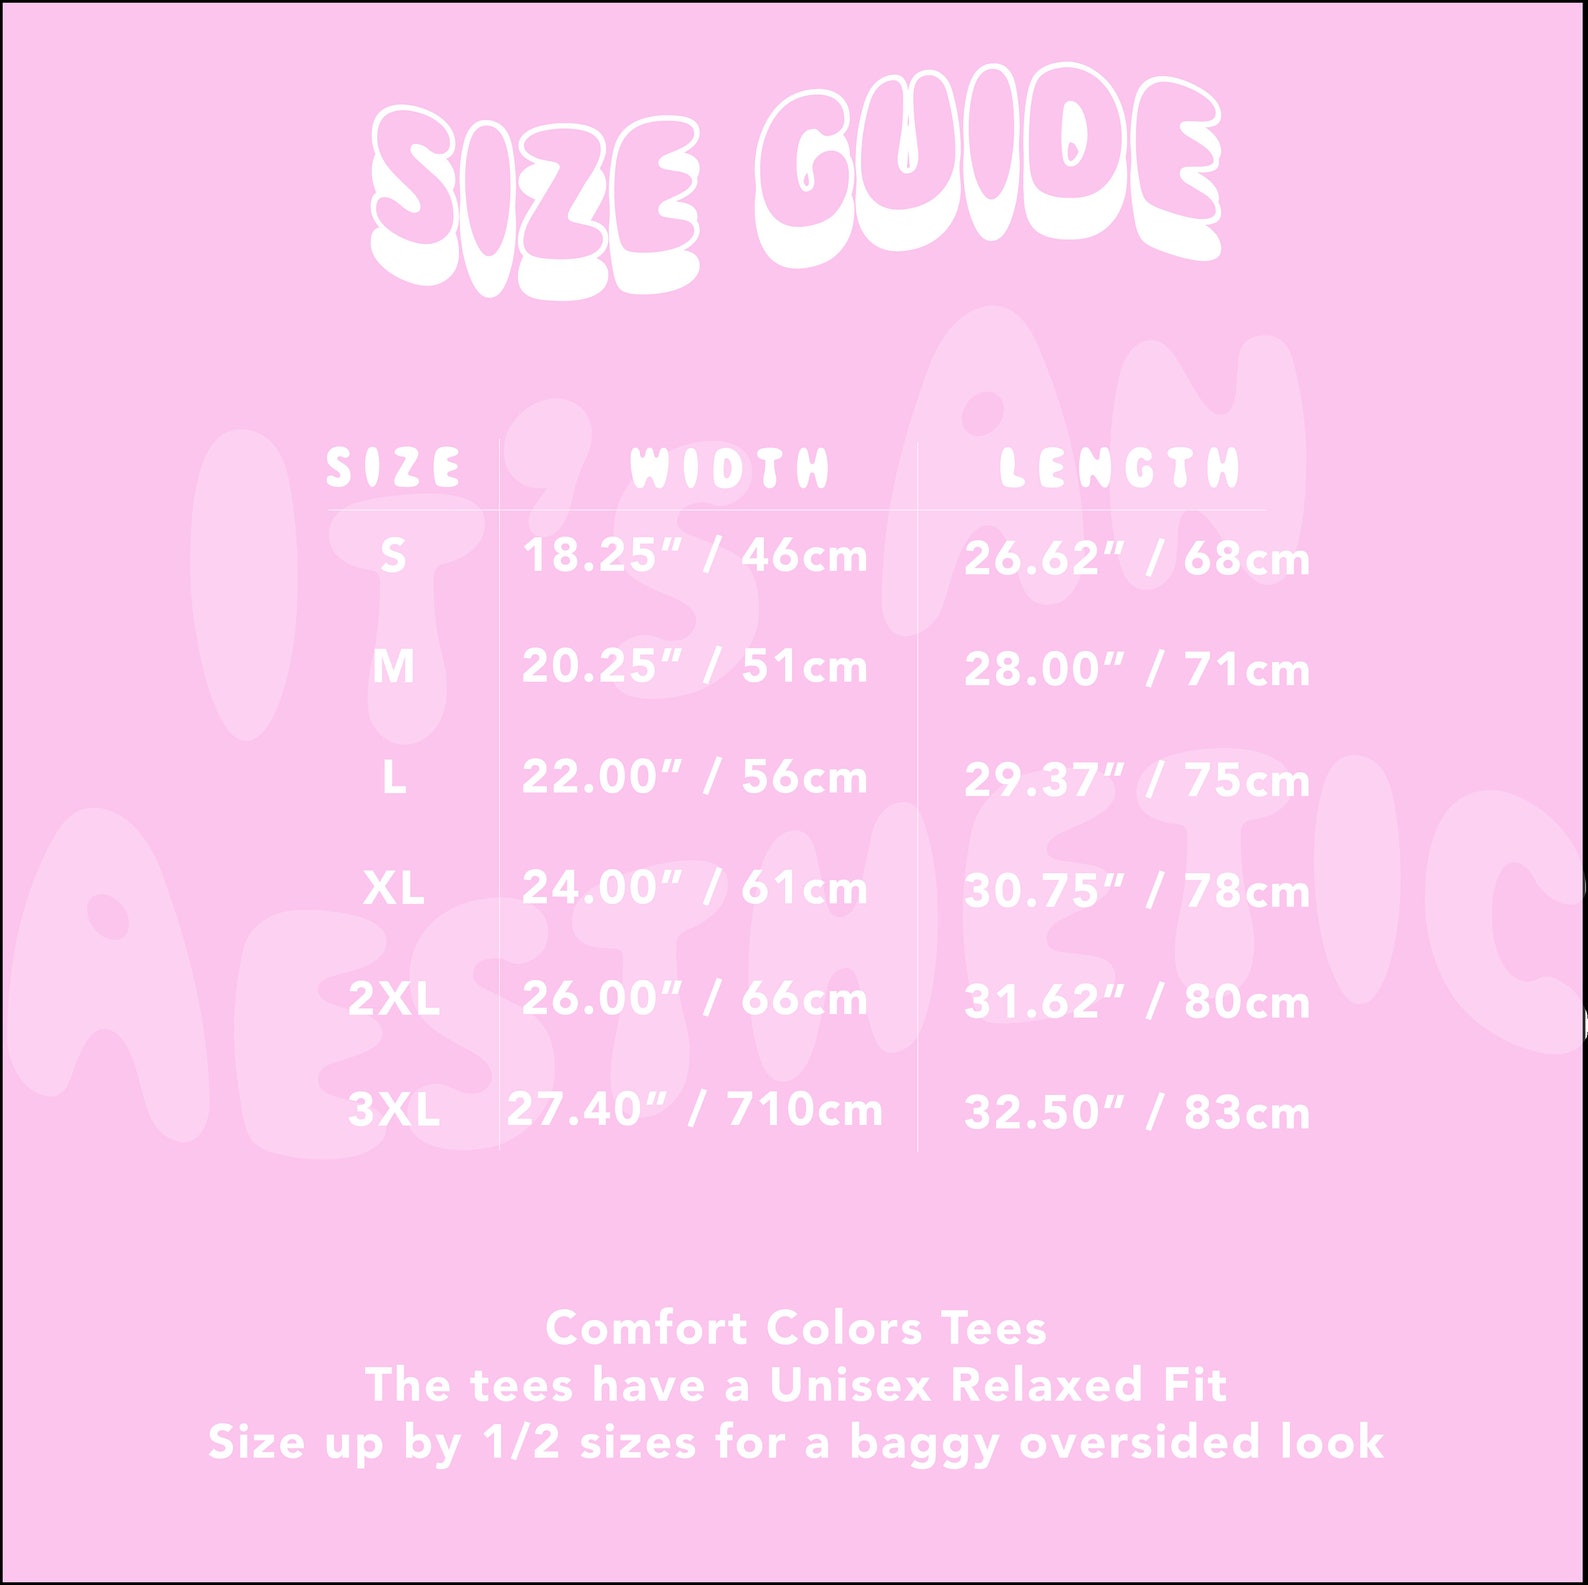 SIZE GUIDE
IT'S AN
AESTHETIC
SIZE WIDTH LENGTH
S 18.25” / 46cm 26.62” / 68cm
M 20.25” / 51cm 28.00” / 71cm
L 22.00” / 56cm 29.37” / 75cm
XL 24.00” / 61cm 30.75” / 78cm
2XL 26.00” / 66cm 31.62” / 80cm
3XL 27.40” / 710cm 32.50” / 83cm
Comfort Colors Tees
The tees have a Unisex Relaxed Fit
Size up by 1/2 sizes for a baggy oversided look